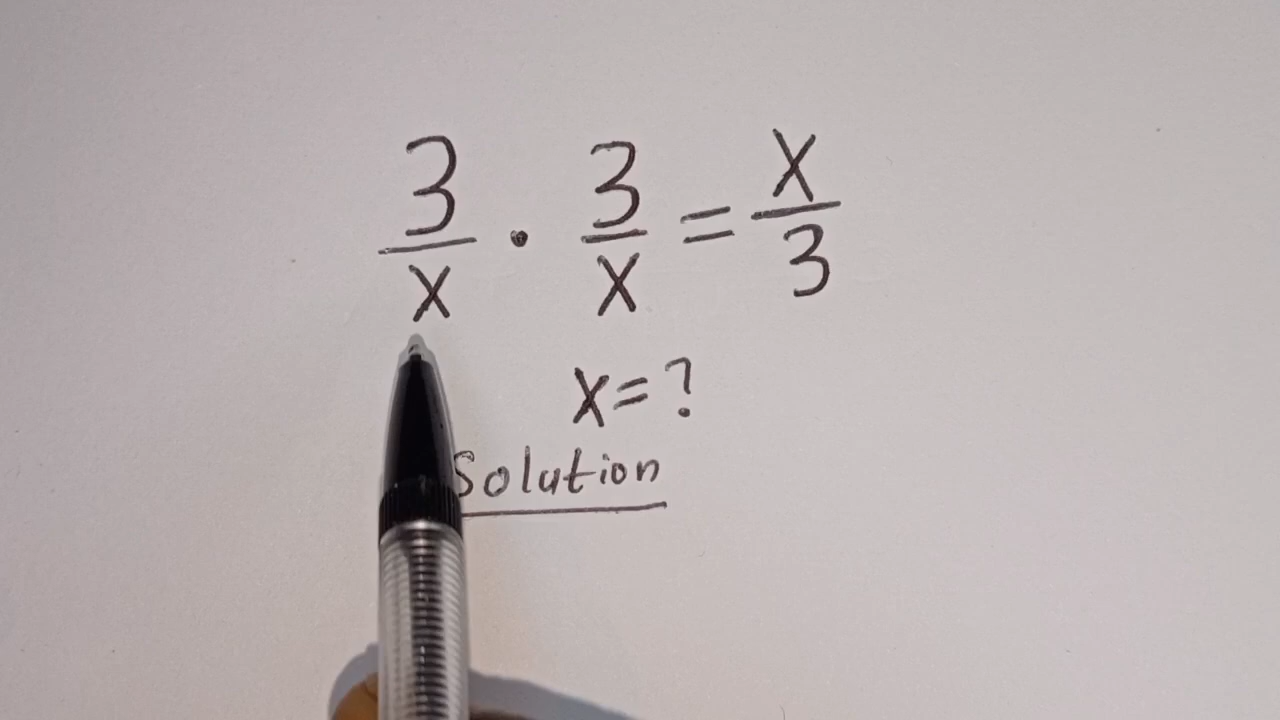 3/x · 3/x = x/3
x=?
Solution